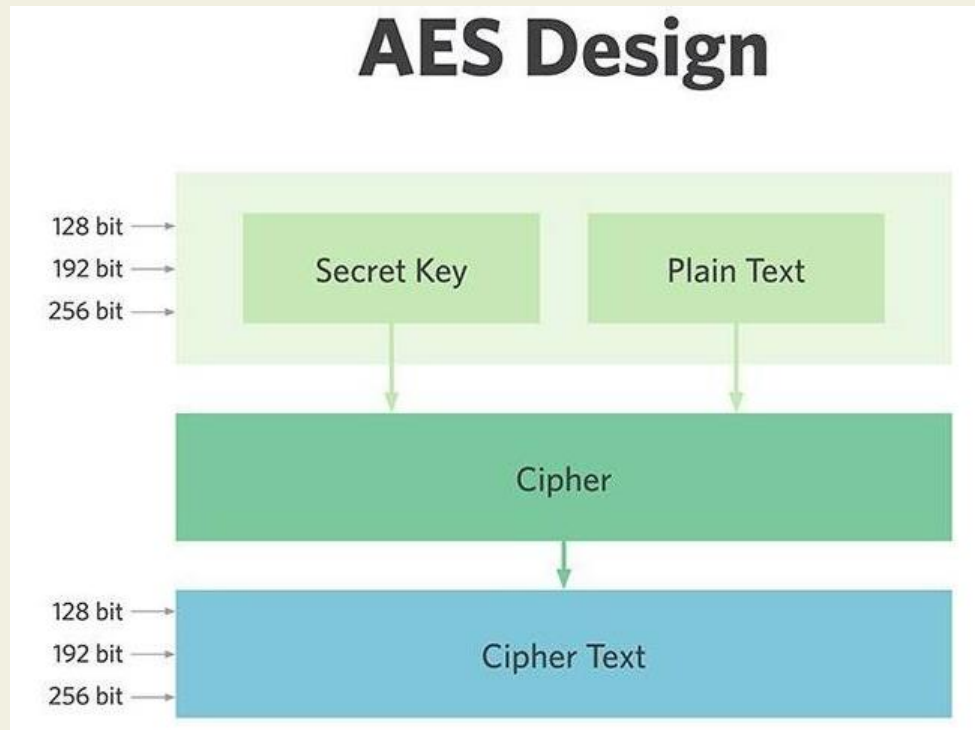 AES Design
128 bit
192 bit
256 bit
Secret Key
Plain Text
Cipher
128 bit
192 bit
256 bit
Cipher Text